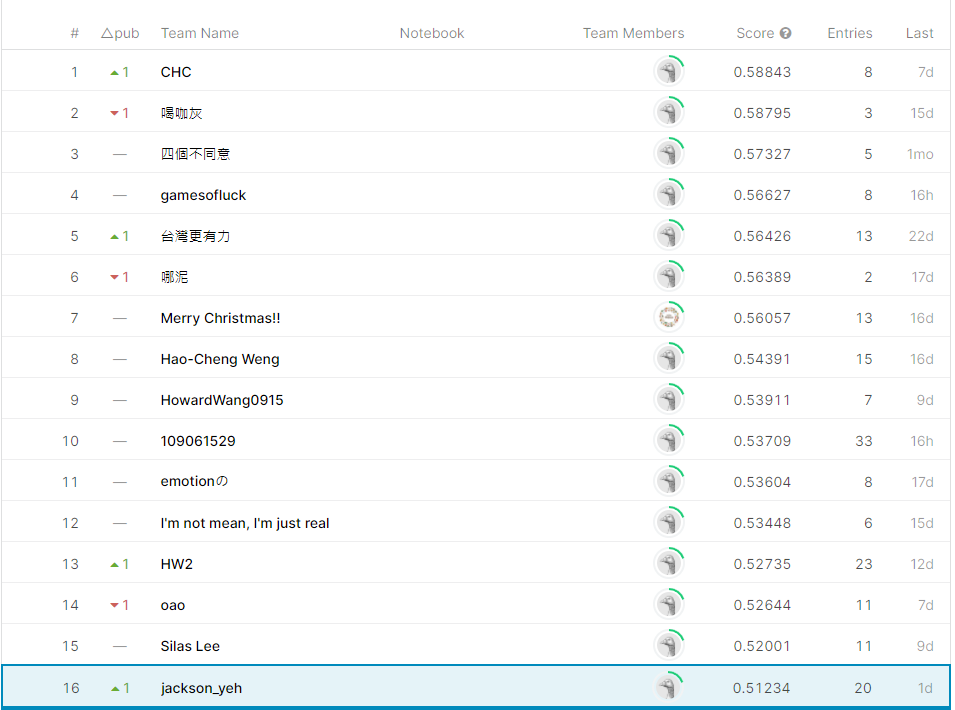 # △pub Team Name Notebook Team Members Score ? Entries Last
1 ▲1 CHC 0.58843 8 7d
2 ▼1 喝咖灰 0.58795 3 15d
3 — 四個不同意 0.57327 5 1mo
4 — gamesofluck 0.56627 8 16h
5 ▲1 台灣更有力 0.56426 13 22d
6 ▼1 哪泥 0.56389 2 17d
7 — Merry Christmas!! 0.56057 13 16d
8 — Hao-Cheng Weng 0.54391 15 16d
9 — HowardWang0915 0.53911 7 9d
10 — 109061529 0.53709 33 16h
11 — emotionの 0.53604 8 17d
12 — I'm not mean, I'm just real 0.53448 6 15d
13 ▲1 HW2 0.52735 23 12d
14 ▼1 oao 0.52644 11 7d
15 — Silas Lee 0.52001 11 9d
16 ▲1 jackson_yeh 0.51234 20 1d